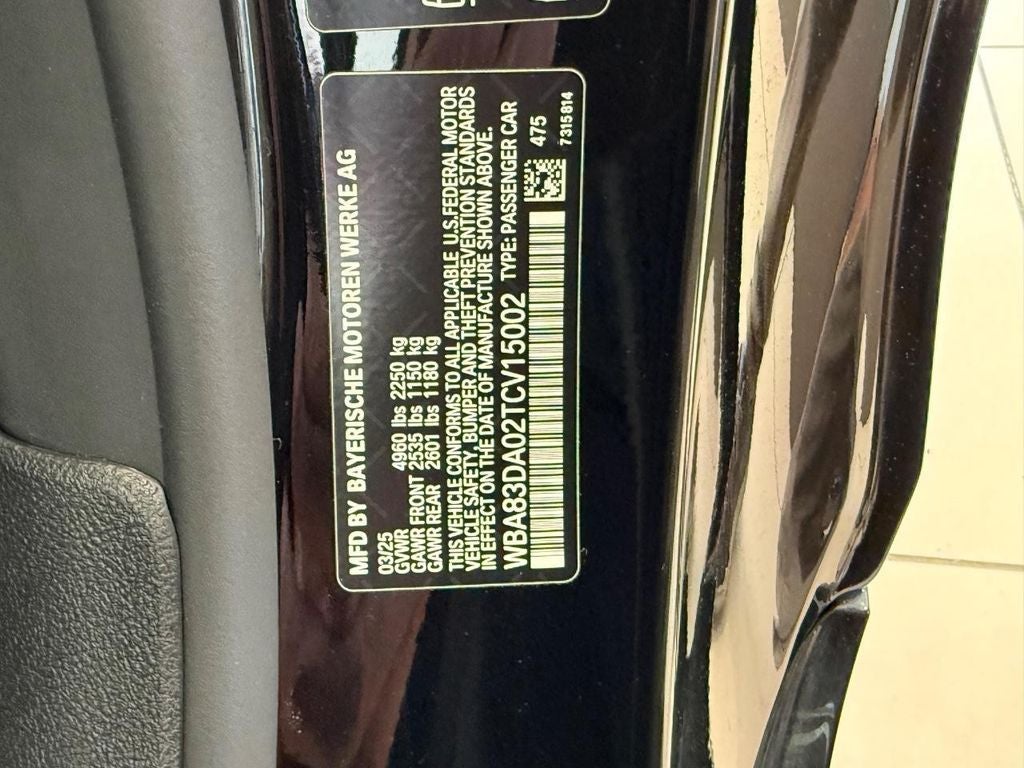 MFD BY BAYERISCHE MOTOREN WERKE AG
03/25
GVWR 4960 lbs 2250 kg
GAWR FRONT 2535 lbs 1150 kg
GAWR REAR 2601 lbs 1180 kg
THIS VEHICLE CONFORMS TO ALL APPLICABLE U.S.FEDERAL MOTOR
VEHICLE SAFETY, BUMPER AND THEFT PREVENTION STANDARDS
IN EFFECT ON THE DATE OF MANUFACTURE SHOWN ABOVE.
WBA83DA02TCV15002 TYPE: PASSENGER CAR
475
7315814